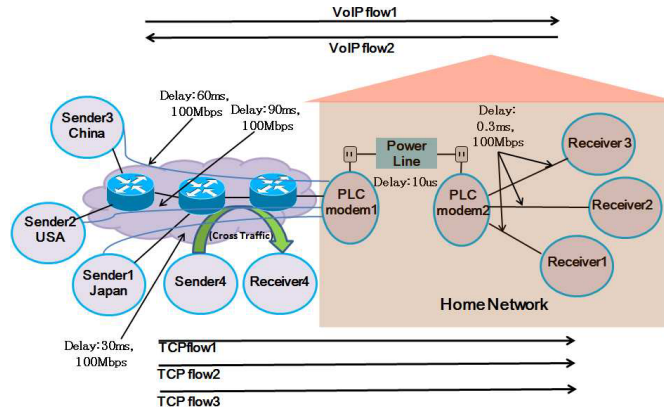 VoIP flow1
VoIP flow2
Delay:60ms,
100Mbps
Delay:90ms,
100Mbps
Delay:
0.3ms,
100Mbps
Sender3
China
Power
Line
Receiver 3
Delay:10us
PLC
modem1
PLC
modem2
Receiver2
Sender2
USA
(Cross Traffic)
Sender1
Japan
Sender4
Receiver4
Receiver1
Home Network
Delay:30ms,
100Mbps
TCPflow1
TCP flow2
TCP flow3